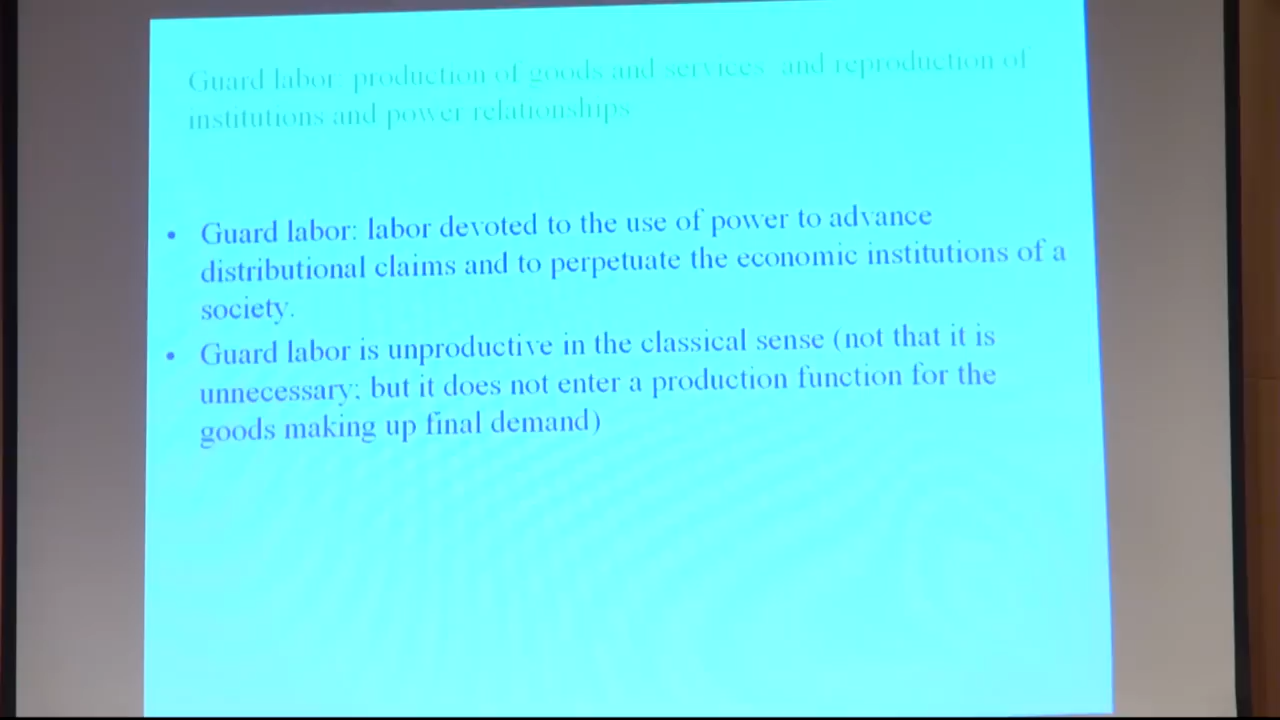 Guard labor: production of goods and services and reproduction of
institutions and power relationships
• Guard labor: labor devoted to the use of power to advance
distributional claims and to perpetuate the economic institutions of a
society.
• Guard labor is unproductive in the classical sense (not that it is
unnecessary; but it does not enter a production function for the
goods making up final demand)